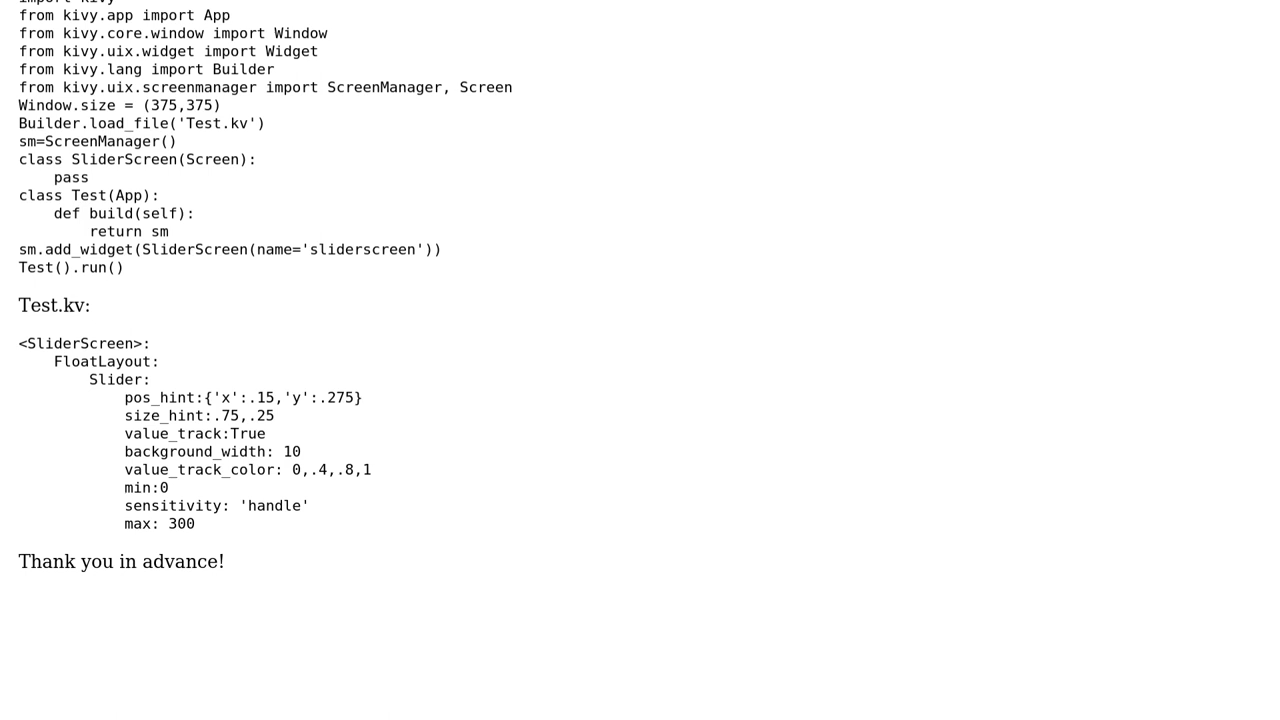 import kivy
from kivy.app import App
from kivy.core.window import Window
from kivy.uix.widget import Widget
from kivy.lang import Builder
from kivy.uix.screenmanager import ScreenManager, Screen
Window.size = (375,375)
Builder.load_file('Test.kv')
sm=ScreenManager()
class SliderScreen(Screen):
    pass
class Test(App):
    def build(self):
        return sm
sm.add_widget(SliderScreen(name='sliderscreen'))
Test().run()
Test.kv:
<SliderScreen>:
    FloatLayout:
        Slider:
            pos_hint:{'x':.15,'y':.275}
            size_hint:.75,.25
            value_track:True
            background_width: 10
            value_track_color: 0,.4,.8,1
            min:0
            sensitivity: 'handle'
            max: 300
Thank you in advance!